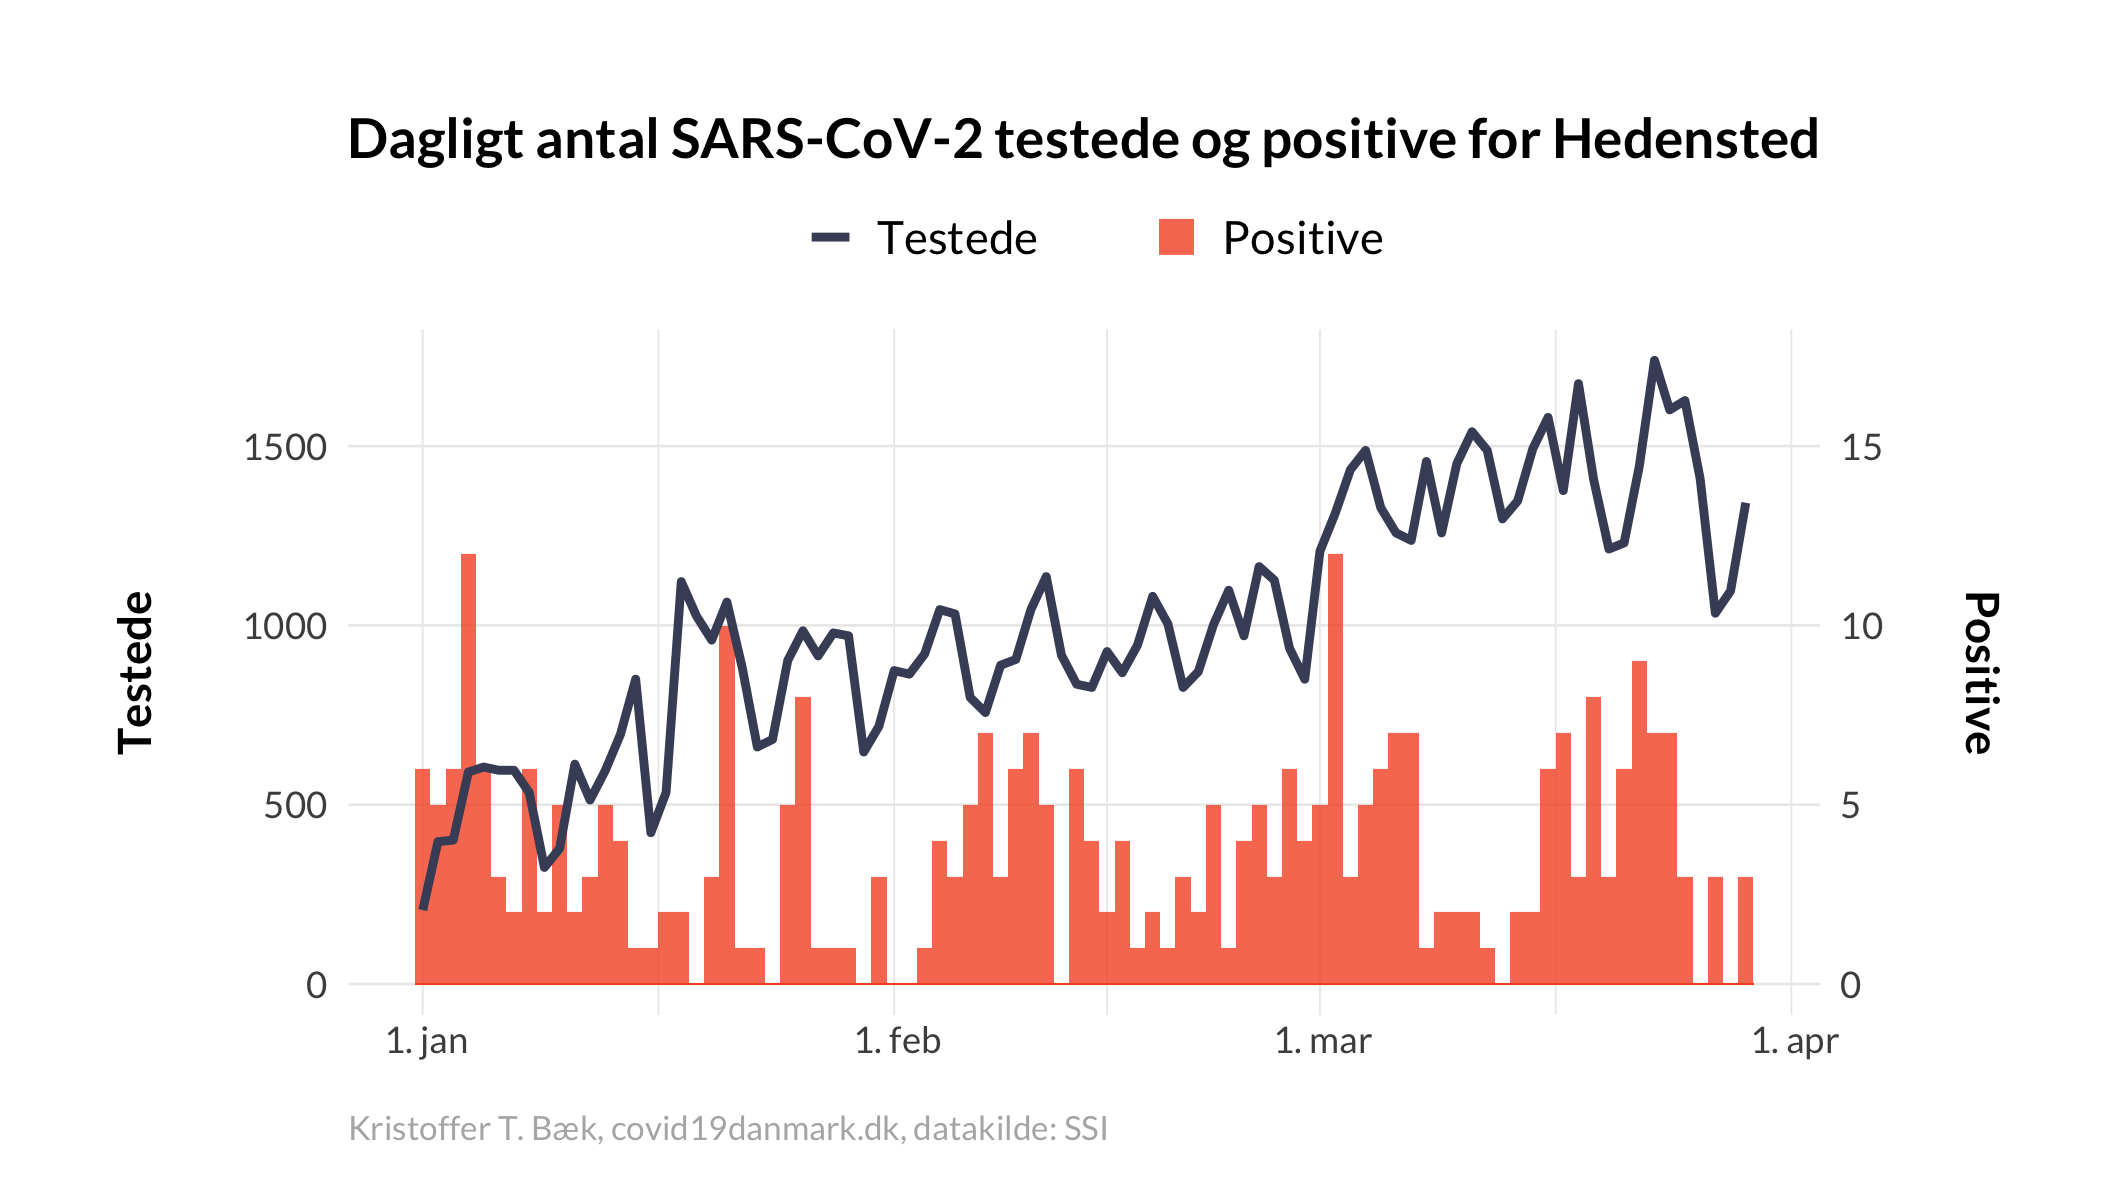 Dagligt antal SARS-CoV-2 testede og positive for Hedensted
Testede
Positive
1500
1000
500
0
Testede
15
10
5
0
Positive
1. jan
1. feb
1. mar
1. apr
Kristoffer T. Bæk, covid19danmark.dk, datakilde: SSI